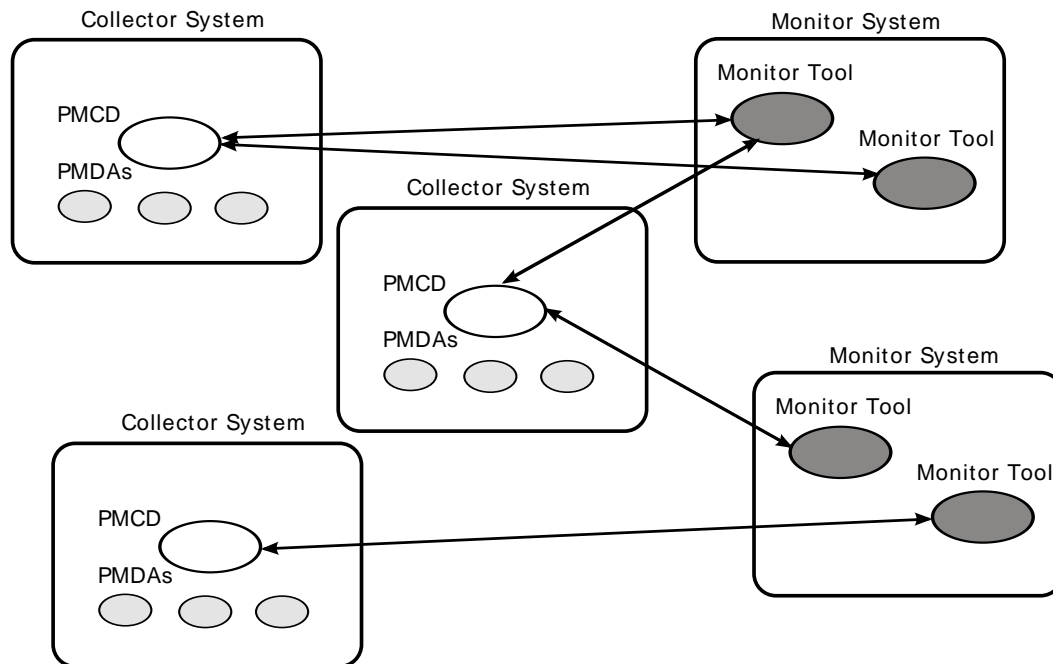 Collector System
PMCD
PMDAs
Monitor System
Monitor Tool
Monitor Tool
Collector System
PMCD
PMDAs
Monitor System
Monitor Tool
Monitor Tool
Collector System
PMCD
PMDAs